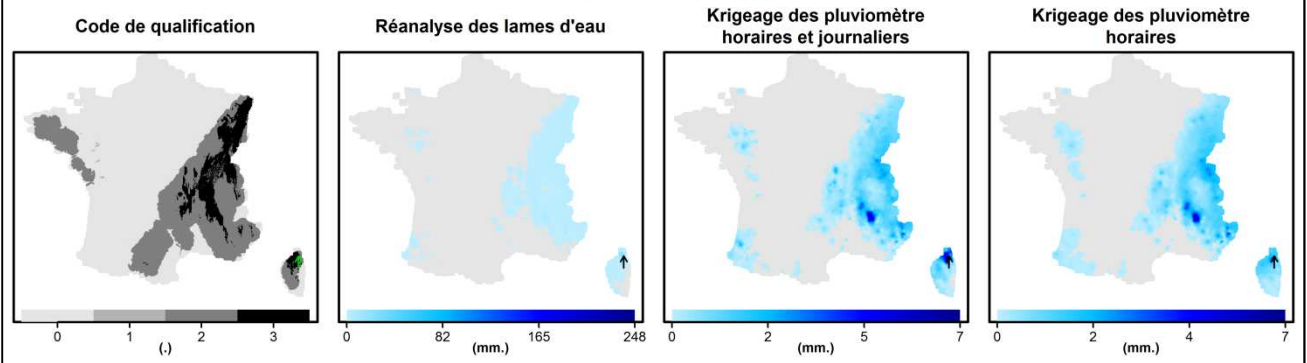 Code de qualification
Réanalyse des lames d'eau
Krigeage des pluviomètre
horaires et journaliers
Krigeage des pluviomètre
horaires
0 1 2 3
(.)
0 82 165 248
(mm.)
0 2 5 7
(mm.)
0 2 4 7
(mm.)